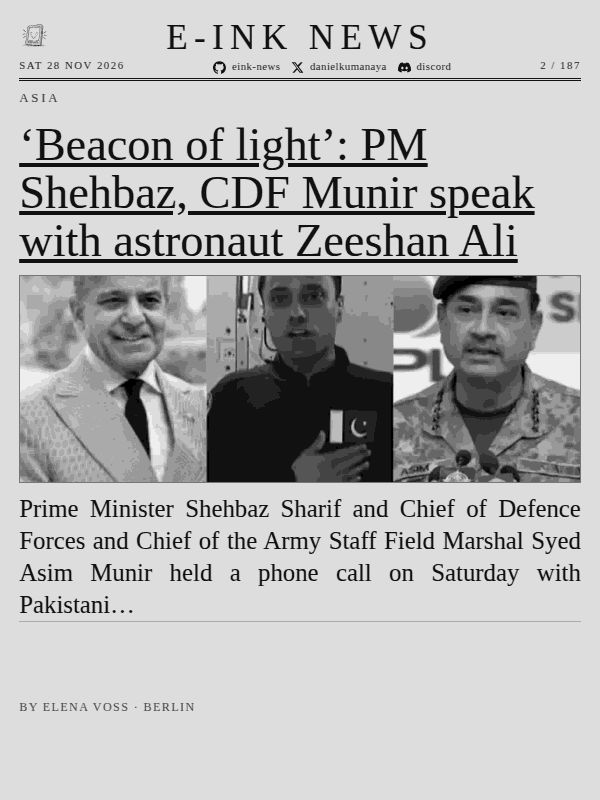 E-INK NEWS
SAT 28 NOV 2026
eink-news
danielkumanaya
discord
2 / 187
ASIA
‘Beacon of light’: PM
Shehbaz, CDF Munir speak
with astronaut Zeeshan Ali
ASIM
Prime Minister Shehbaz Sharif and Chief of Defence
Forces and Chief of the Army Staff Field Marshal Syed
Asim Munir held a phone call on Saturday with
Pakistani…
BY ELENA VOSS · BERLIN